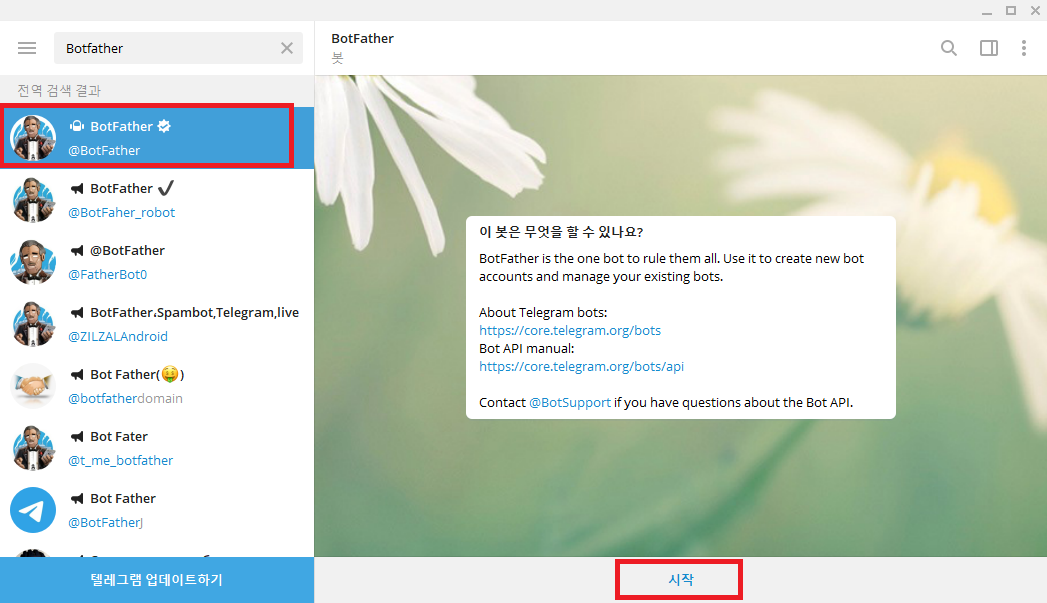 Botfather
전역 검색 결과
BotFather
@BotFather
BotFather ✔
@BotFaher_robot
@BotFather
@FatherBot0
BotFather،Spambot,Telegram,live
@ZILZALAndroid
Bot Father(🤑)
@botfatherdomain
Bot Fater
@t_me_botfather
Bot Father
@BotFatherJ
텔레그램 업데이트하기
BotFather
봇
이 봇은 무엇을 할 수 있나요?
BotFather is the one bot to rule them all. Use it to create new bot
accounts and manage your existing bots.
About Telegram bots:
https://core.telegram.org/bots
Bot API manual:
https://core.telegram.org/bots/api
Contact @BotSupport if you have questions about the Bot API.
시작